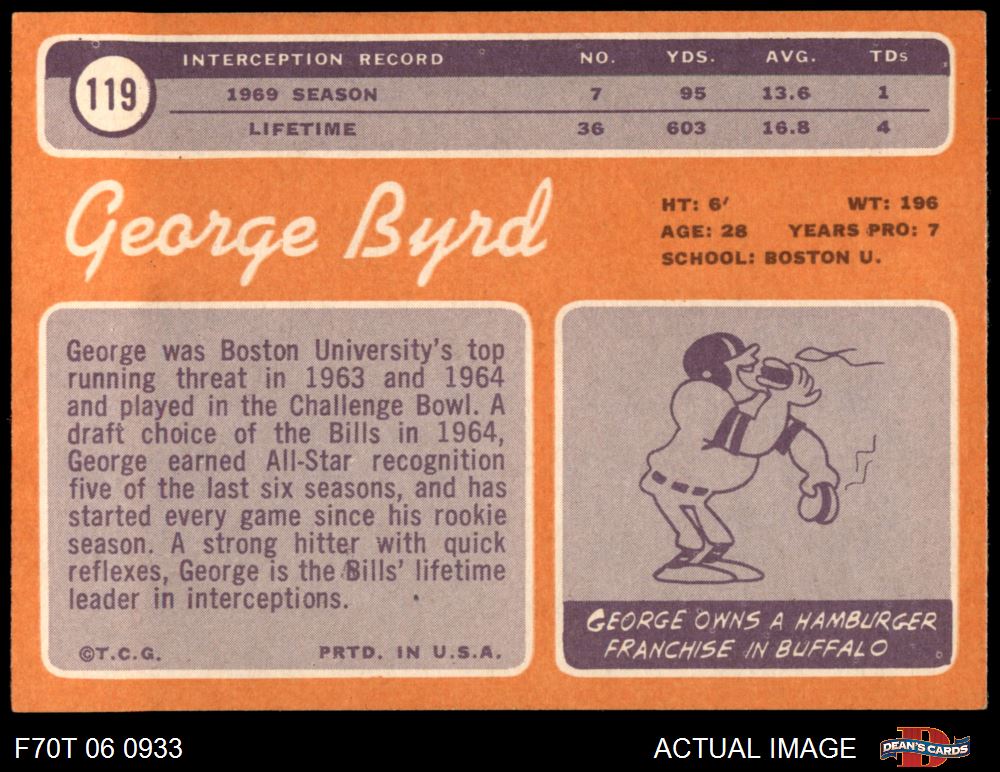 119
INTERCEPTION RECORD NO. YDS. AVG. TDs
1969 SEASON 7 95 13.6 1
LIFETIME 36 603 16.8 4
George Byrd
HT: 6′ WT: 196
AGE: 28 YEARS PRO: 7
SCHOOL: BOSTON U.
George was Boston University's top
running threat in 1963 and 1964
and played in the Challenge Bowl. A
draft choice of the Bills in 1964,
George earned All-Star recognition
five of the last six seasons, and has
started every game since his rookie
season. A strong hitter with quick
reflexes, George is the Bills' lifetime
leader in interceptions.
©T.C.G. PRTD. IN U.S.A.
GEORGE OWNS A HAMBURGER
FRANCHISE IN BUFFALO
F70T 06 0933
ACTUAL IMAGE
D
DEAN'S CARDS